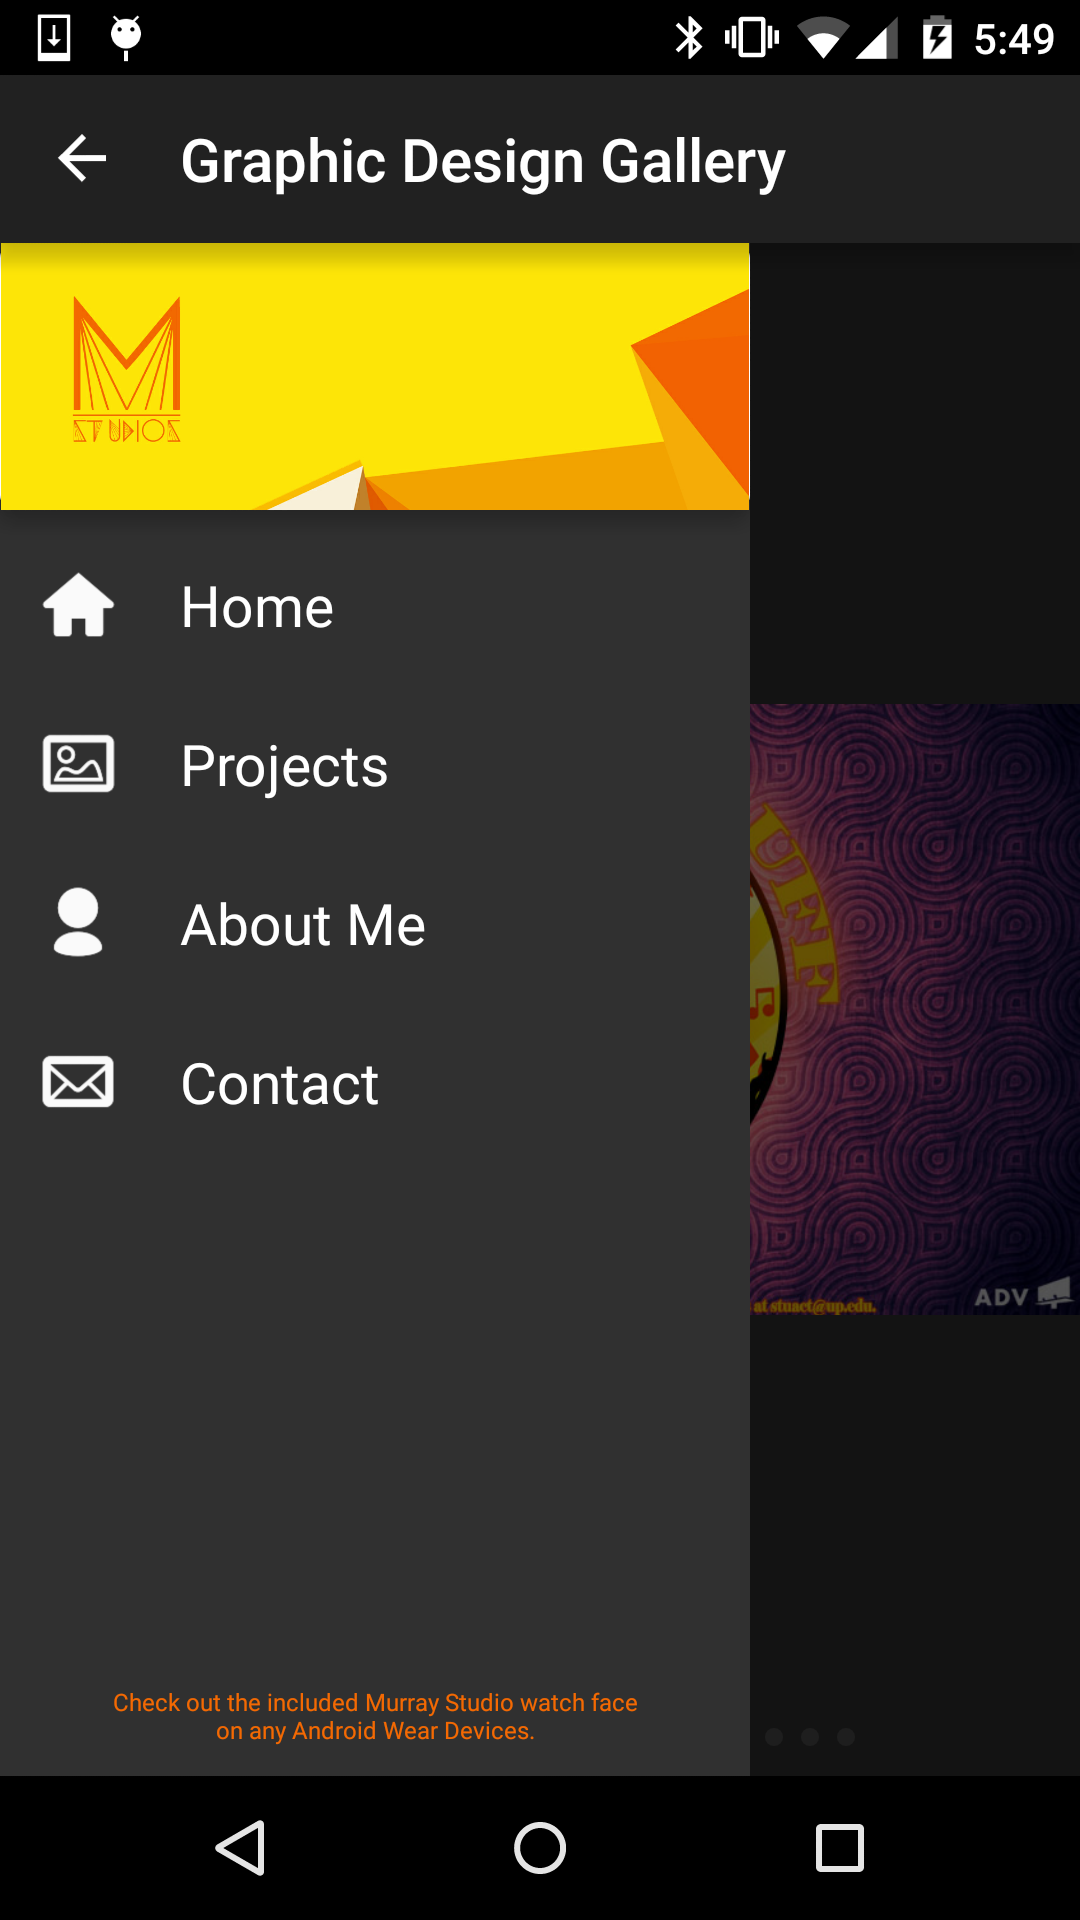 5:49
Graphic Design Gallery
M
STUDIOS
Home
Projects
About Me
Contact
UFF
at stuact@up.edu.
ADV
Check out the included Murray Studio watch face
on any Android Wear Devices.